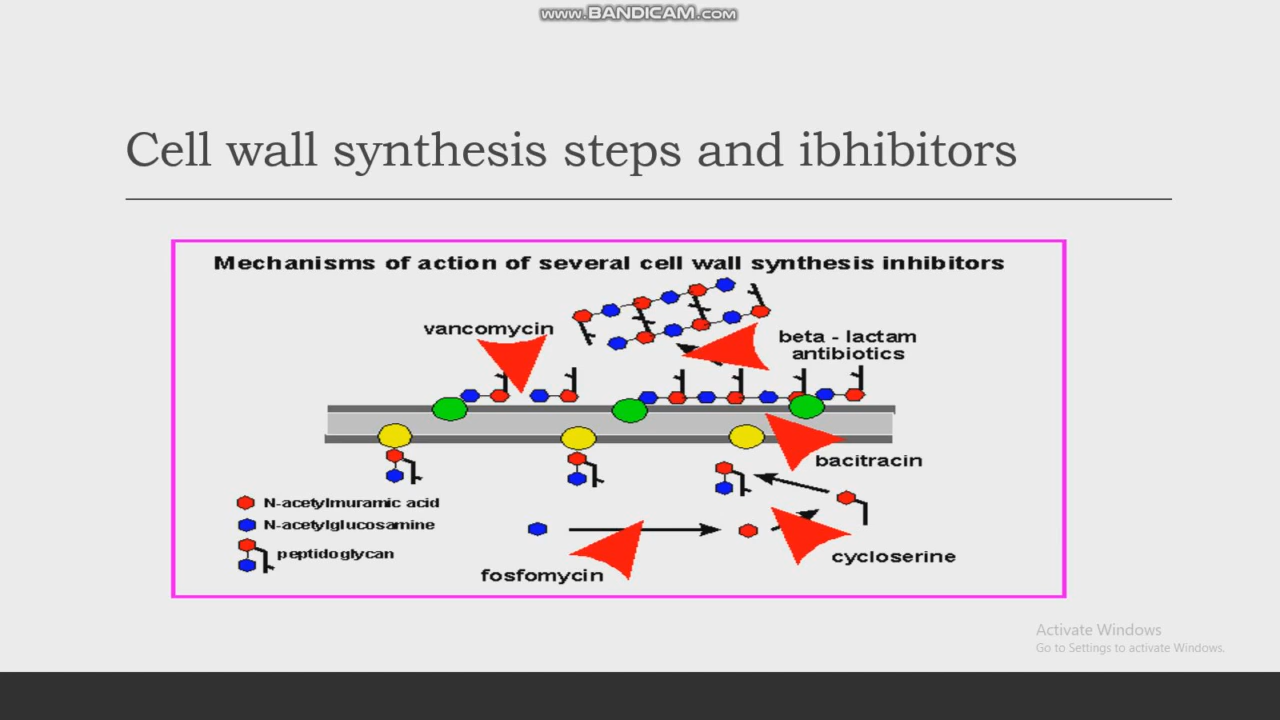 www.BANDICAM.com
Cell wall synthesis steps and ibhibitors
Mechanisms of action of several cell wall synthesis inhibitors
vancomycin
beta - lactam
antibiotics
bacitracin
N-acetylmuramic acid
N-acetylglucosamine
peptidoglycan
cycloserine
fosfomycin
Activate Windows
Go to Settings to activate Windows.